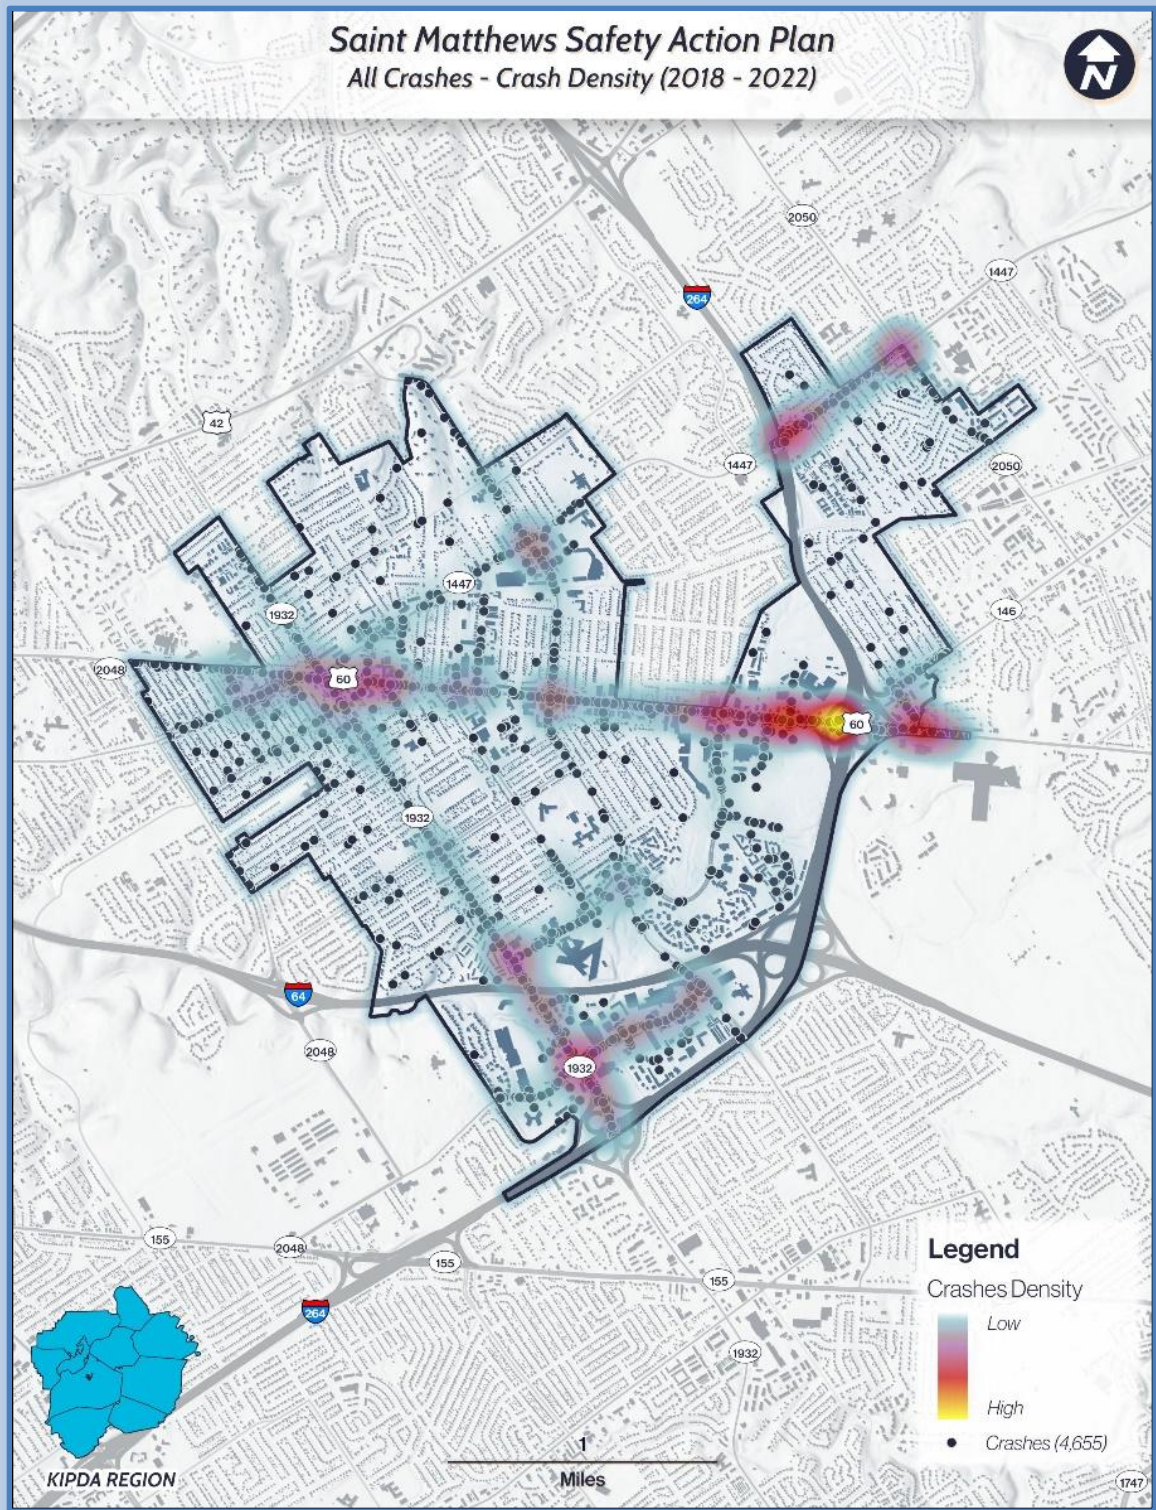 Saint Matthews Safety Action Plan
All Crashes - Crash Density (2018 - 2022)
N
2050
1447
264
42
1447
2050
1447
1932
146
2048
60
60
1932
64
2048
1932
155
2048
155
155
264
1932
1747
Legend
Crashes Density
Low
High
Crashes (4,655)
1
Miles
KIPDA REGION